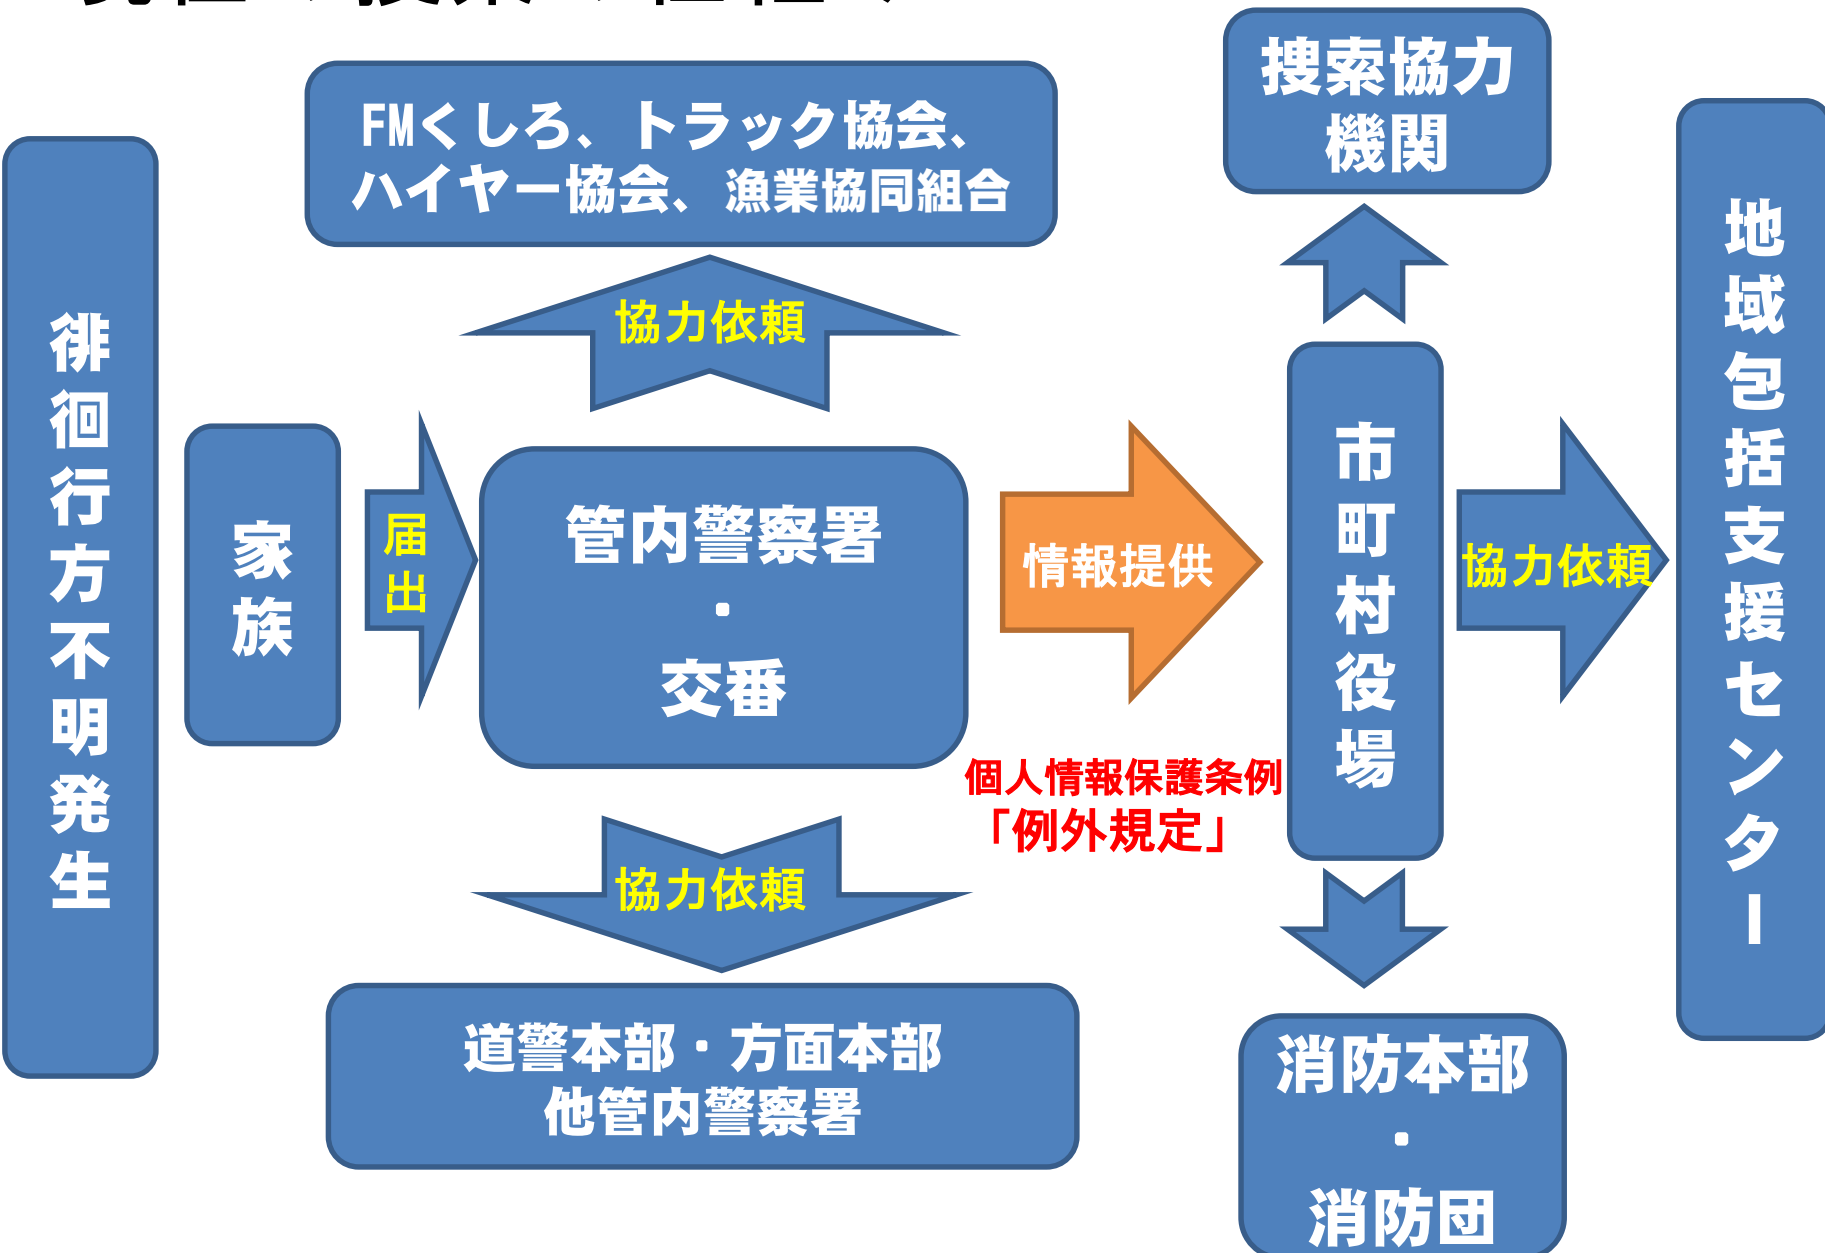 徘徊行方不明発生
家族
届出
FMくしろ、トラック協会、
ハイヤー協会、漁業協同組合
協力依頼
管内警察署
・
交番
協力依頼
道警本部・方面本部
他管内警察署
情報提供
個人情報保護条例
「例外規定」
捜索協力
機関
市町村役場
消防本部
・
消防団
協力依頼
地域包括支援センター